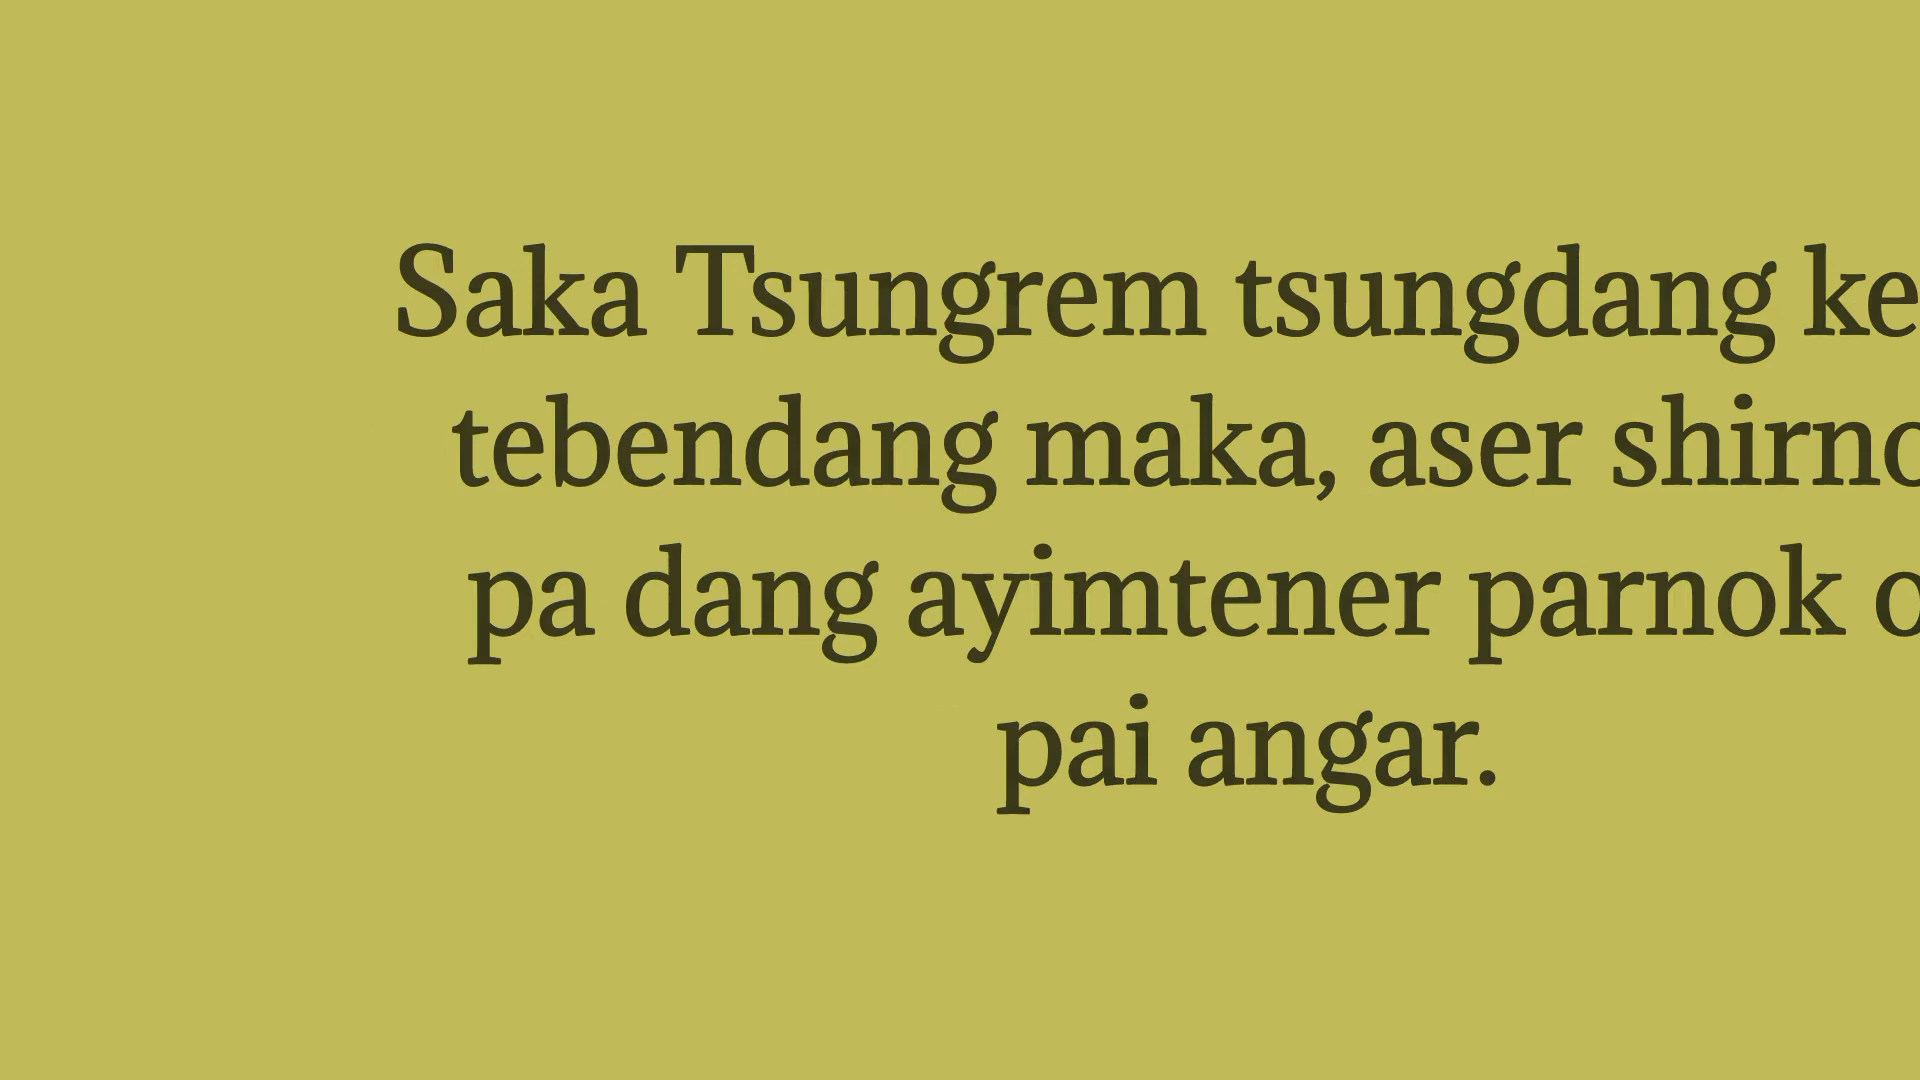 Saka Tsungrem tsungdang
tebendang maka, aser
pa dang ayimtener parnok
pai angar.